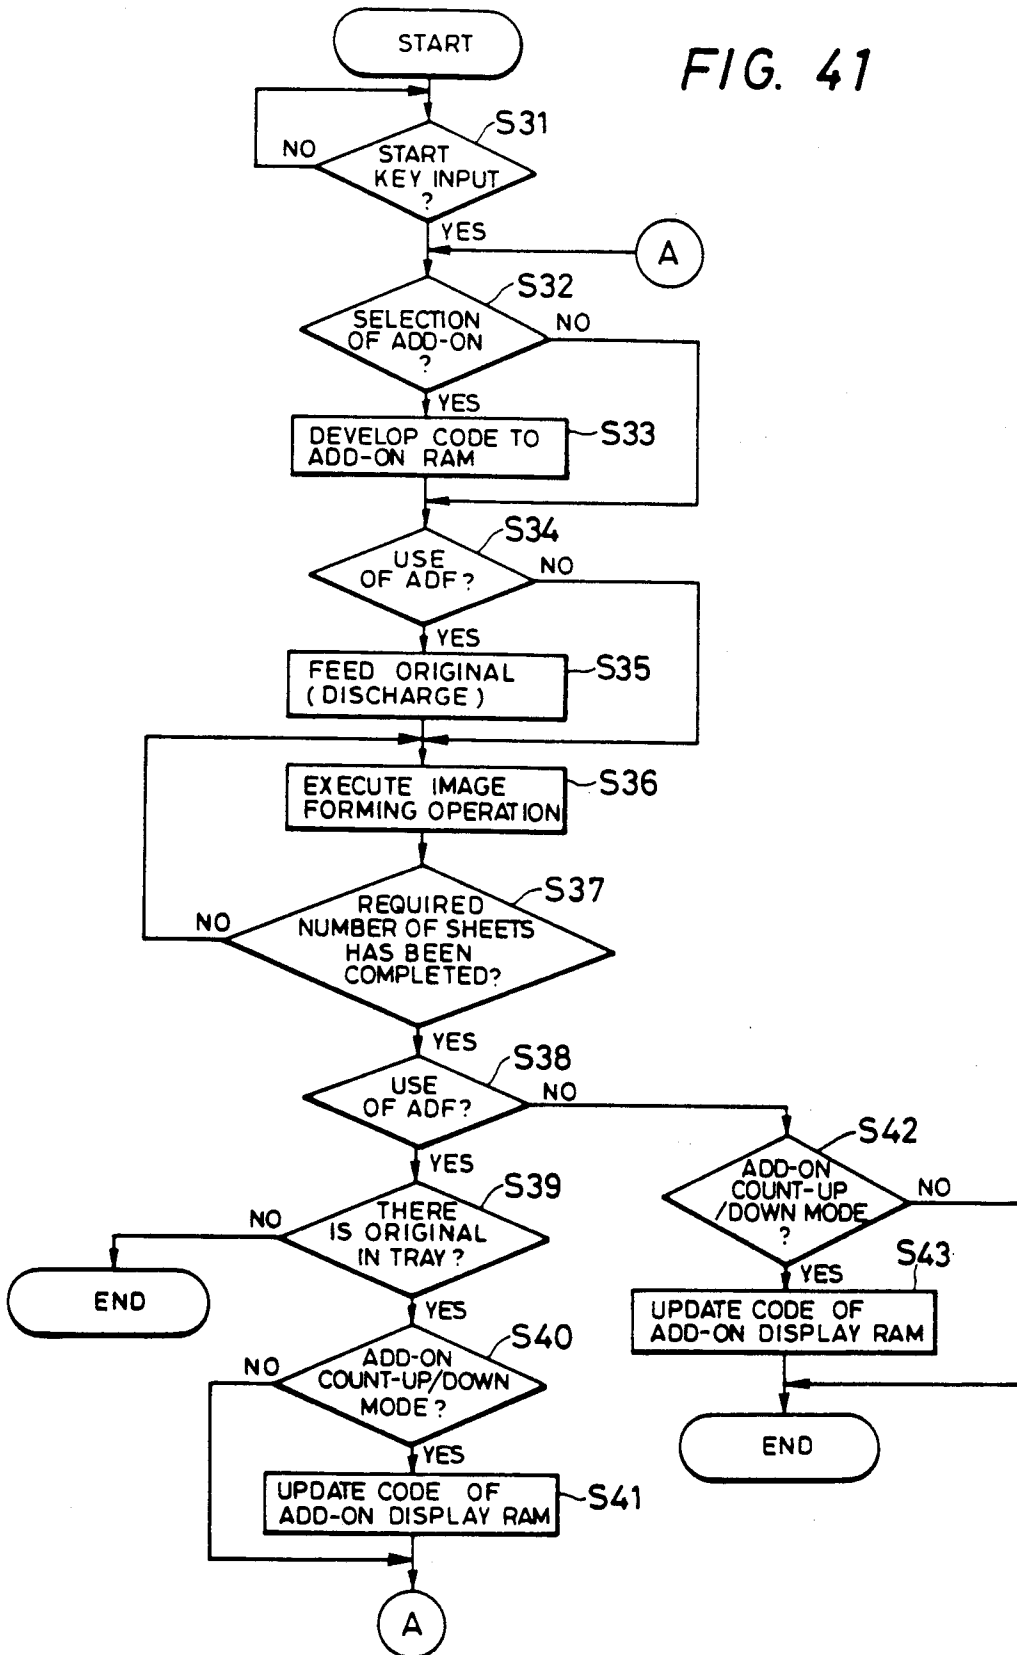 START
FIG. 41
S31
NO
START
KEY INPUT
?
YES
A
S32
SELECTION
OF ADD-ON
?
NO
YES
DEVELOP CODE TO
ADD-ON RAM
S33
S34
USE
OF ADF?
NO
YES
FEED ORIGINAL
(DISCHARGE)
S35
EXECUTE IMAGE
FORMING OPERATION
S36
S37
NO
REQUIRED
NUMBER OF SHEETS
HAS BEEN
COMPLETED?
YES
S38
USE
OF ADF?
NO
YES
S42
ADD-ON
COUNT-UP
/DOWN MODE
?
NO
S39
NO
THERE
IS ORIGINAL
IN TRAY?
END
YES
YES
S43
UPDATE CODE OF
ADD-ON DISPLAY RAM
S40
NO
ADD-ON
COUNT-UP/DOWN
MODE?
END
YES
UPDATE CODE OF
ADD-ON DISPLAY RAM
S41
A